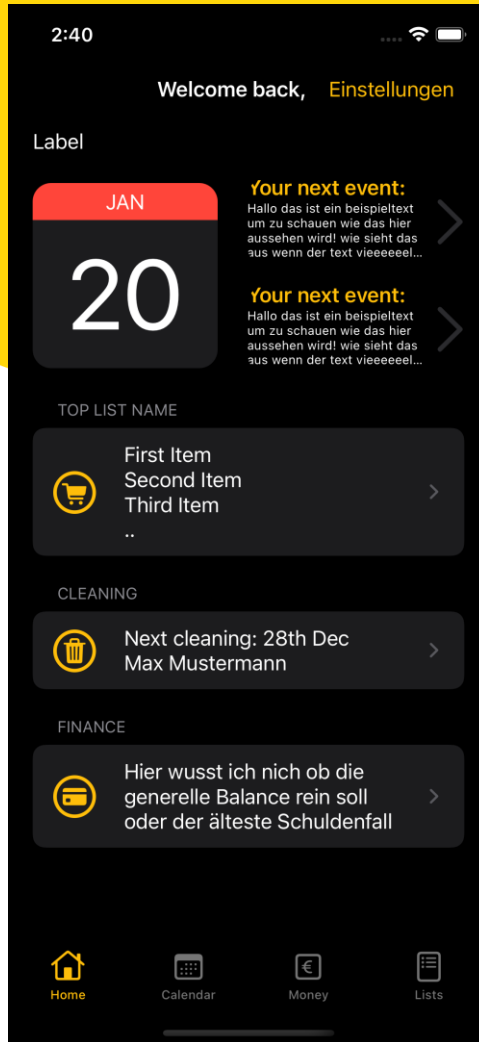 2:40
Welcome back, Einstellungen
Label
JAN
20
Your next event:
Hallo das ist ein beispieltext
um zu schauen wie das hier
aussehen wird! wie sieht das
aus wenn der text vieeeeeel...
Your next event:
Hallo das ist ein beispieltext
um zu schauen wie das hier
aussehen wird! wie sieht das
aus wenn der text vieeeeeel...
TOP LIST NAME
First Item
Second Item
Third Item
..
CLEANING
Next cleaning: 28th Dec
Max Mustermann
FINANCE
Hier wusst ich nich ob die
generelle Balance rein soll
oder der älteste Schuldenfall
€
Home
Calendar
Money
Lists